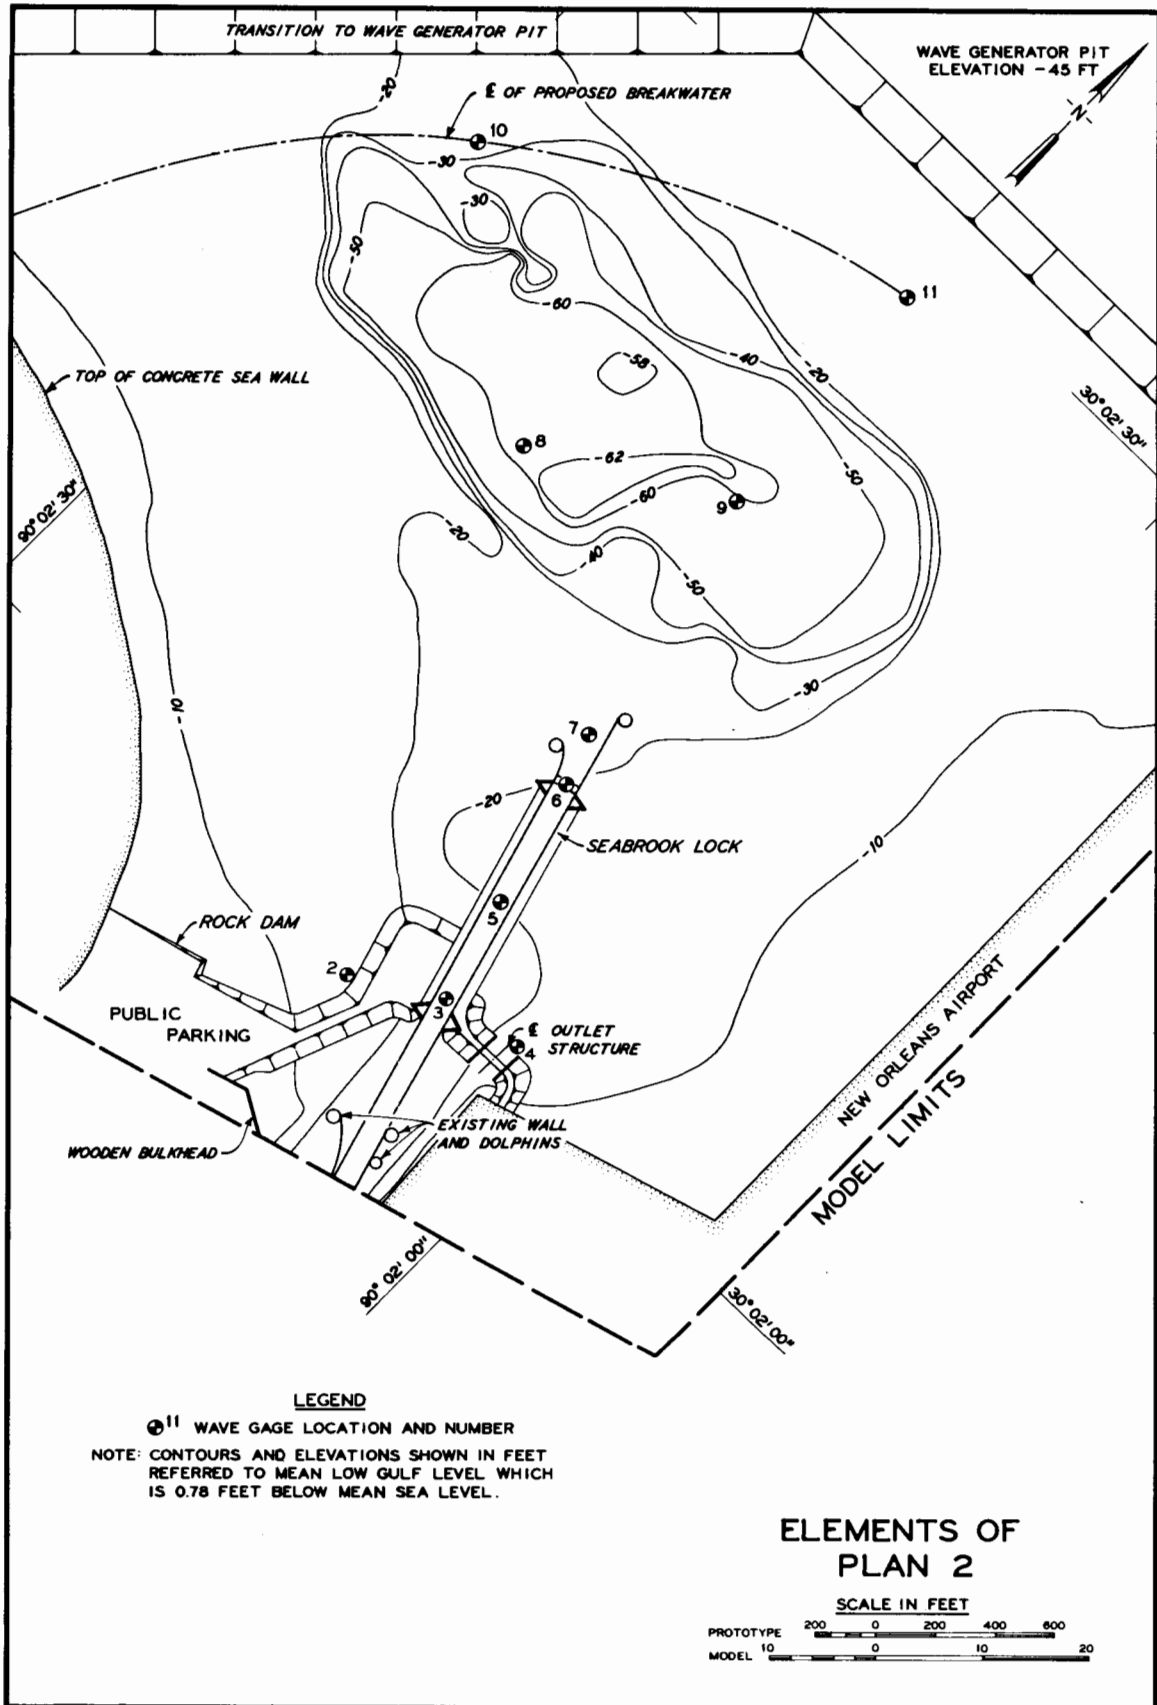 TRANSITION TO WAVE GENERATOR PIT
WAVE GENERATOR PIT
ELEVATION -45 FT
-N-
-20
℄ OF PROPOSED BREAKWATER
10
-30
-30
-50
11
-60
-58
-40
-20
TOP OF CONCRETE SEA WALL
30° 02' 30"
8
-62
-50
90° 02' 30"
-60
9
-20
-40
-50
-30
-10
7
6
-20
SEABROOK LOCK
-10
5
ROCK DAM
2
3
PUBLIC
PARKING
℄ OUTLET
STRUCTURE
4
NEW ORLEANS AIRPORT
MODEL LIMITS
EXISTING WALL
AND DOLPHINS
WOODEN BULKHEAD
90° 02' 00"
30° 02' 00"
LEGEND
11 WAVE GAGE LOCATION AND NUMBER
NOTE: CONTOURS AND ELEVATIONS SHOWN IN FEET
REFERRED TO MEAN LOW GULF LEVEL WHICH
IS 0.78 FEET BELOW MEAN SEA LEVEL.
ELEMENTS OF
PLAN 2
SCALE IN FEET
PROTOTYPE 200 0 200 400 600
MODEL 10 0 10 20